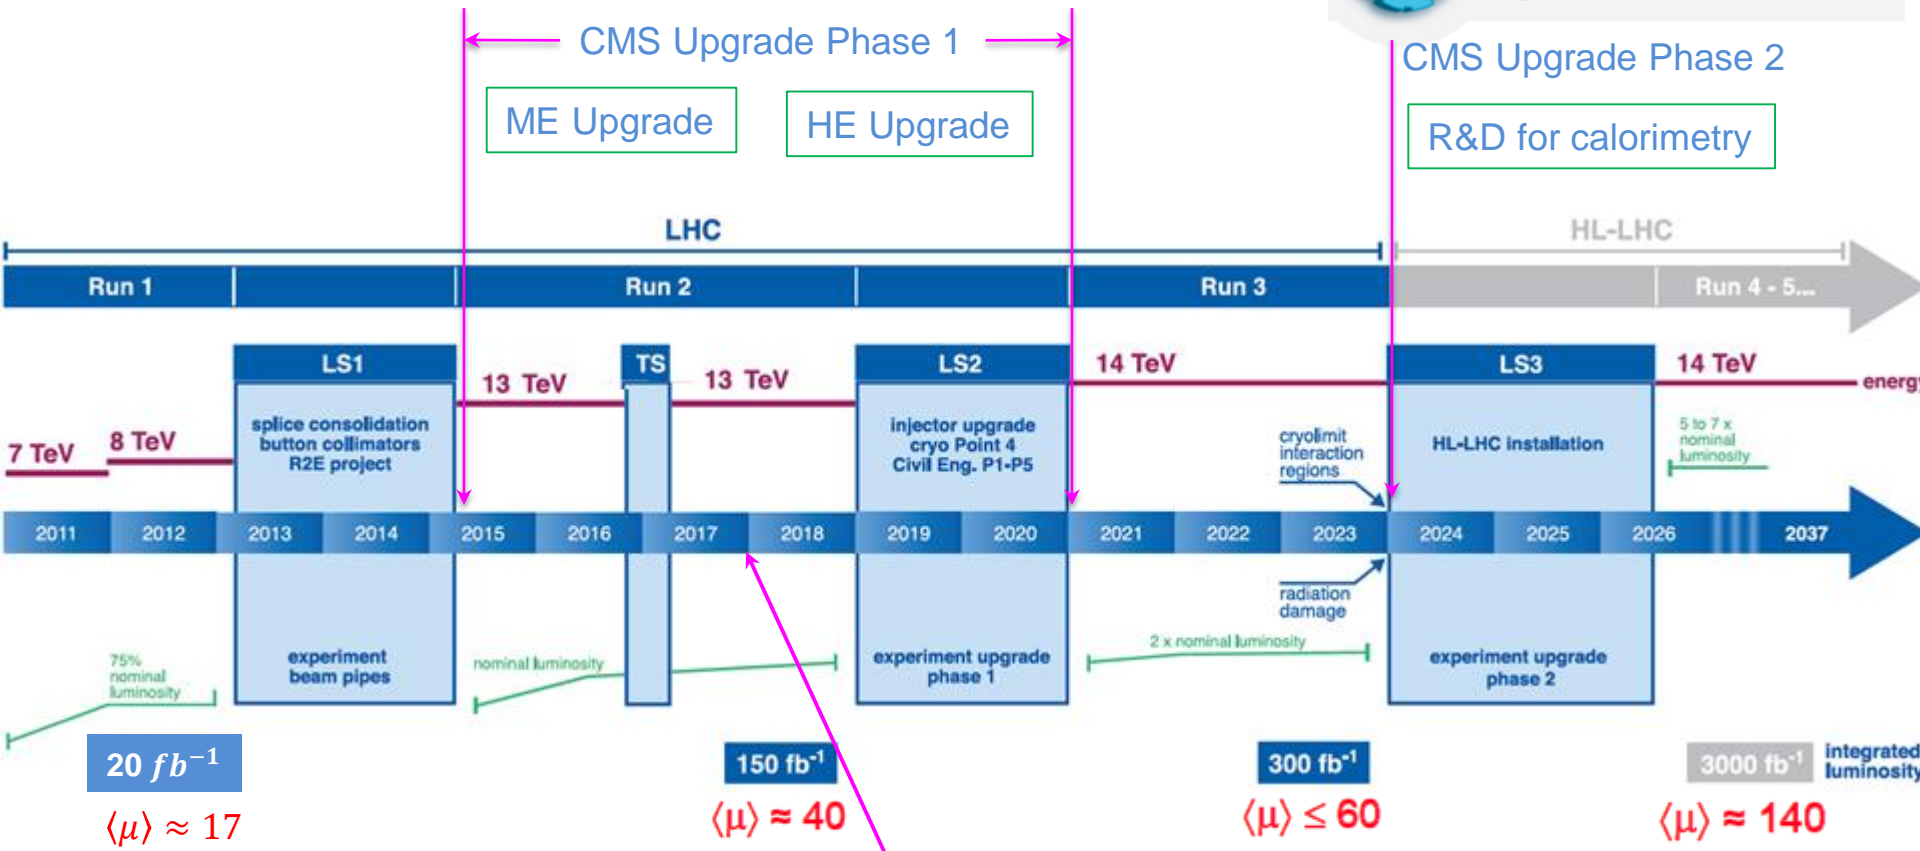 CMS Upgrade Phase 1
CMS Upgrade Phase 2
ME Upgrade
HE Upgrade
R&D for calorimetry
LHC
HL-LHC
Run 1
Run 2
Run 3
Run 4 - 5...
LS1
13 TeV
TS
13 TeV
LS2
14 TeV
LS3
14 TeV
energy
7 TeV
8 TeV
splice consolidation
button collimators
R2E project
injector upgrade
cryo Point 4
Civil Eng. P1-P5
cryolimit
interaction
regions
HL-LHC installation
5 to 7 x
nominal
luminosity
2011 2012 2013 2014 2015 2016 2017 2018 2019 2020 2021 2022 2023 2024 2025 2026 2037
radiation
damage
75%
nominal
luminosity
experiment
beam pipes
nominal luminosity
experiment upgrade
phase 1
2 x nominal luminosity
experiment upgrade
phase 2
20 fb⁻¹
150 fb⁻¹
300 fb⁻¹
3000 fb⁻¹
integrated
luminosity
⟨μ⟩ ≈ 17
⟨μ⟩ ≈ 40
⟨μ⟩ ≤ 60
⟨μ⟩ ≈ 140